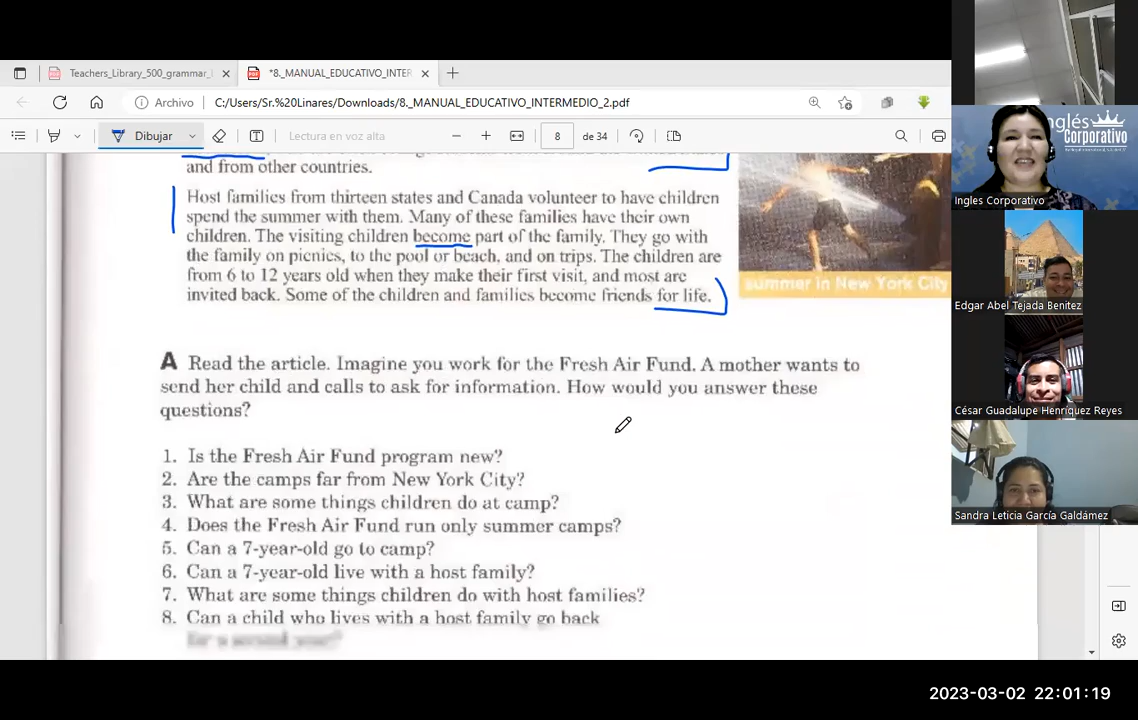 Teachers_Library_500_grammar_
*8._MANUAL_EDUCATIVO_INTER
Archivo
C:/Users/Sr.%20Linares/Downloads/8._MANUAL_EDUCATIVO_INTERMEDIO_2.pdf
Dibujar
Lectura en voz alta
8
de 34
and from other countries.
Host families from thirteen states and Canada volunteer to have children
spend the summer with them. Many of these families have their own
children. The visiting children become part of the family. They go with
the family on picnics, to the pool or beach, and on trips. The children are
from 6 to 12 years old when they make their first visit, and most are
invited back. Some of the children and families become friends for life.
summer in New York City
A Read the article. Imagine you work for the Fresh Air Fund. A mother wants to
send her child and calls to ask for information. How would you answer these
questions?
1. Is the Fresh Air Fund program new?
2. Are the camps far from New York City?
3. What are some things children do at camp?
4. Does the Fresh Air Fund run only summer camps?
5. Can a 7-year-old go to camp?
6. Can a 7-year-old live with a host family?
7. What are some things children do with host families?
8. Can a child who lives with a host family go back
for a second year?
Inglés
Corporativo
Ingles Corporativo
Edgar Abel Tejada Benitez
César Guadalupe Henríquez Reyes
Sandra Leticia García Galdámez
2023-03-02 22:01:19